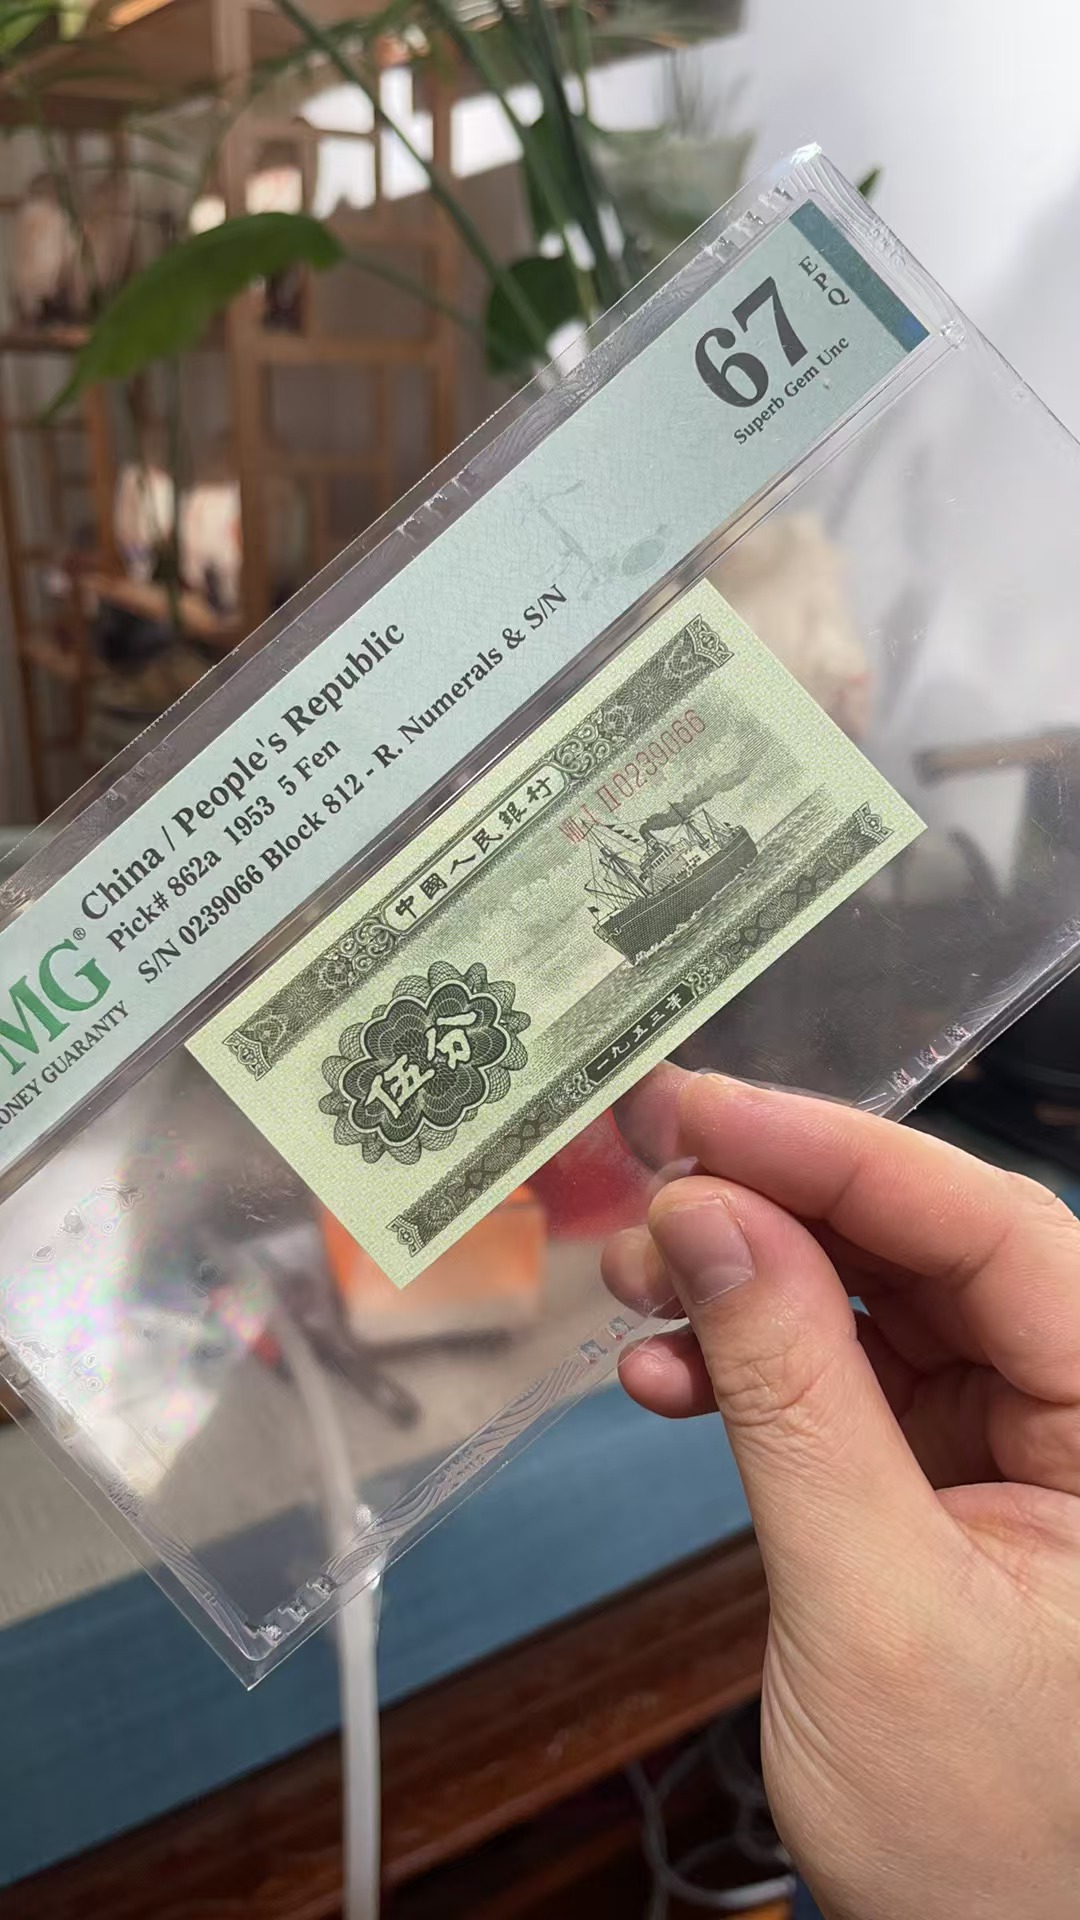 China / People's Republic
Pick# 862a 1953 5 Fen
S/N 0239066 Block 812 - R. Numerals & S/N
67 EPQ
Superb Gem Unc
MG®
ONEY GUARANTY
中國人民銀行
0239066
伍分
一九五三年